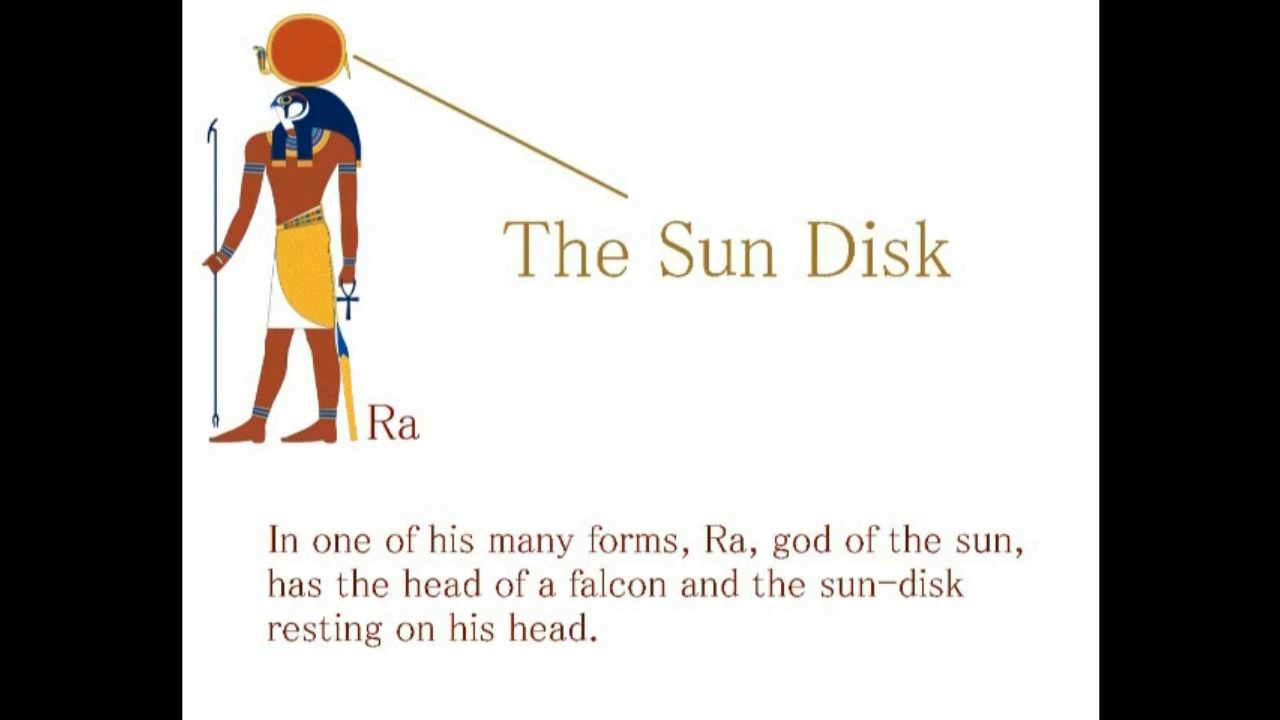 The Sun Disk
Ra
In one of his many forms, Ra, god of the sun,
has the head of a falcon and the sun-disk
resting on his head.